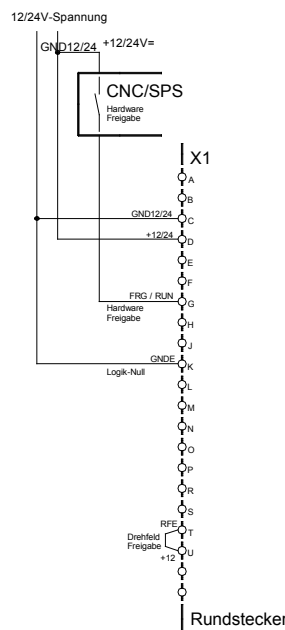 12/24V-Spannung
GND12/24 +12/24V=
CNC/SPS
Hardware
Freigabe
X1
A
B
GND12/24 C
+12/24 D
E
F
FRG / RUN G
Hardware
Freigabe
H
J
GNDE K
Logik-Null
L
M
N
O
P
R
S
RFE T
Drehfeld
Freigabe
+12 U
Rundstecker